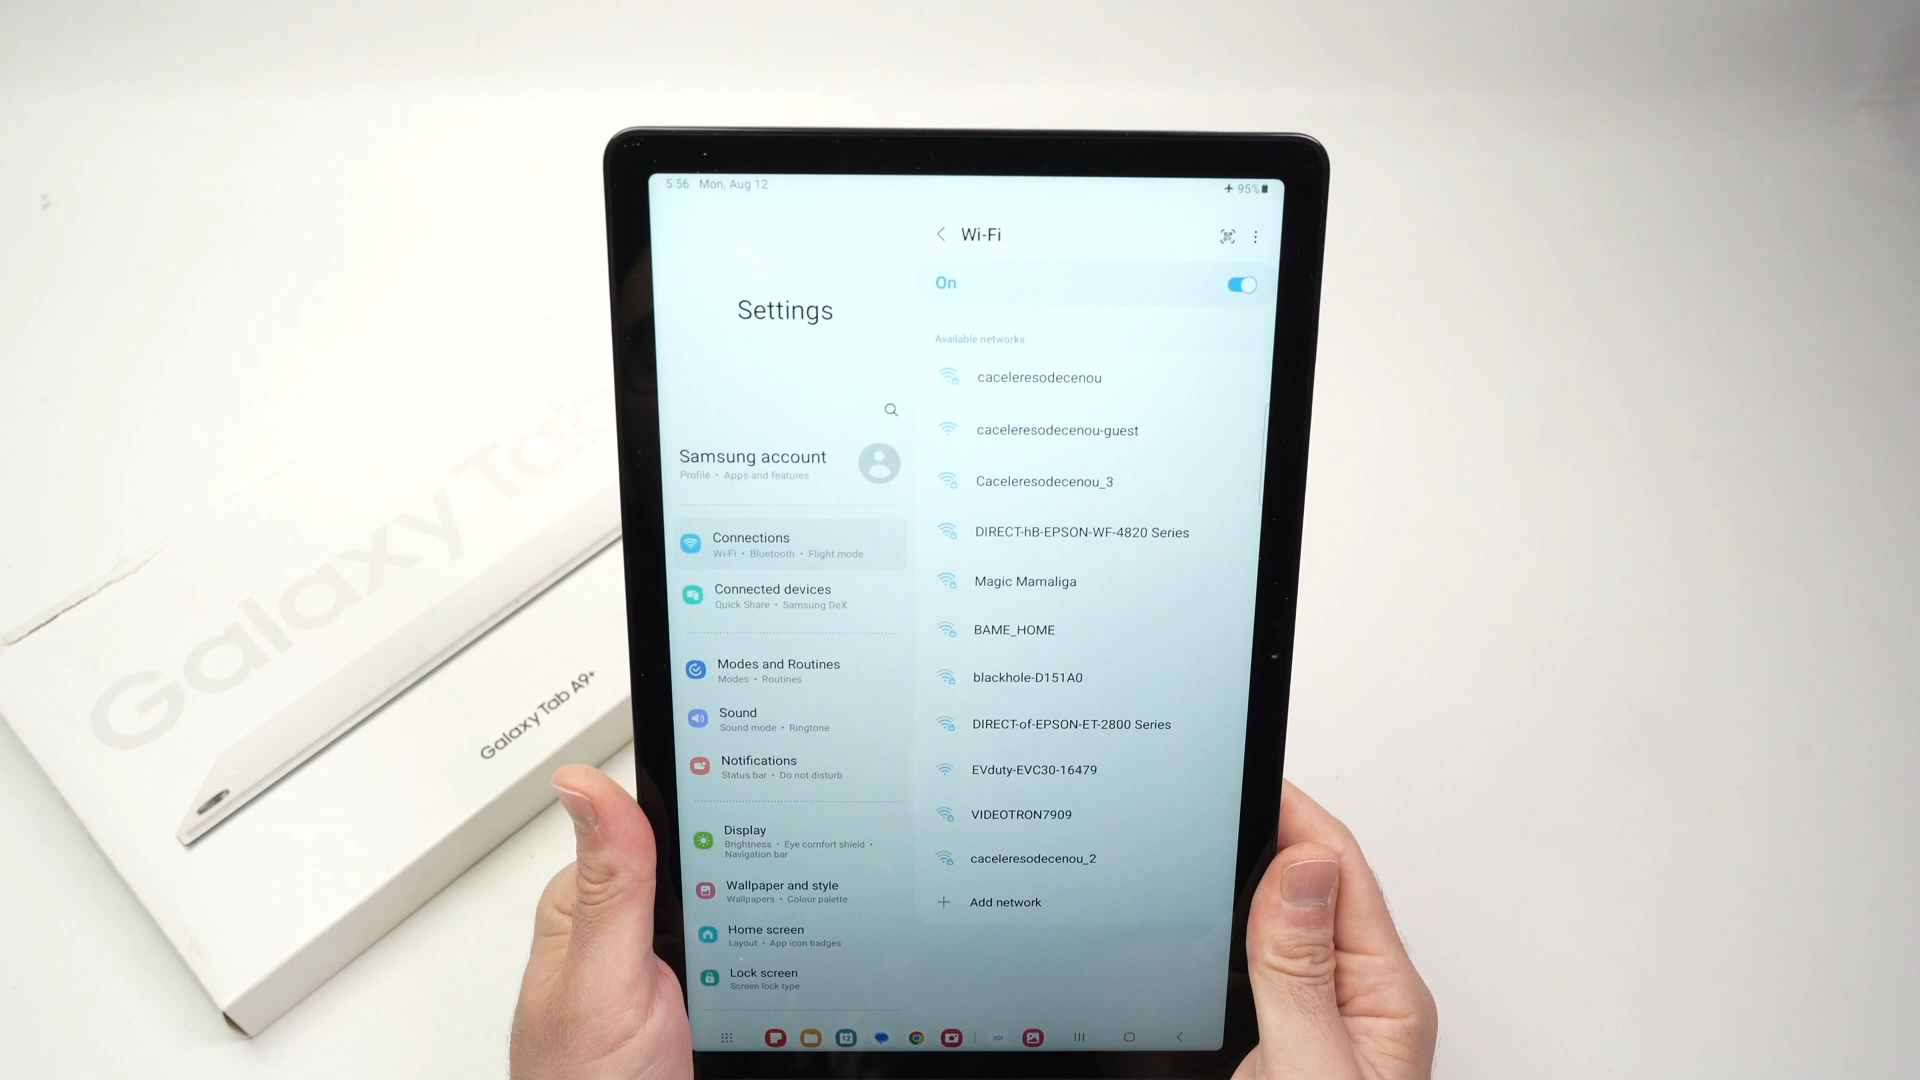 Galaxy Tab
Galaxy Tab A9+
5:56 Mon, Aug 12
95%
Settings
Samsung account
Profile • Apps and features
Connections
Wi-Fi • Bluetooth • Flight mode
Connected devices
Quick Share • Samsung DeX
Modes and Routines
Modes • Routines
Sound
Sound mode • Ringtone
Notifications
Status bar • Do not disturb
Display
Brightness • Eye comfort shield •
Navigation bar
Wallpaper and style
Wallpapers • Colour palette
Home screen
Layout • App icon badges
Lock screen
Screen lock type
Wi-Fi
On
Available networks
caceleresodecenou
caceleresodecenou-guest
Caceleresodecenou_3
DIRECT-hB-EPSON-WF-4820 Series
Magic Mamaliga
BAME_HOME
blackhole-D151A0
DIRECT-of-EPSON-ET-2800 Series
EVduty-EVC30-16479
VIDEOTRON7909
caceleresodecenou_2
Add network
12